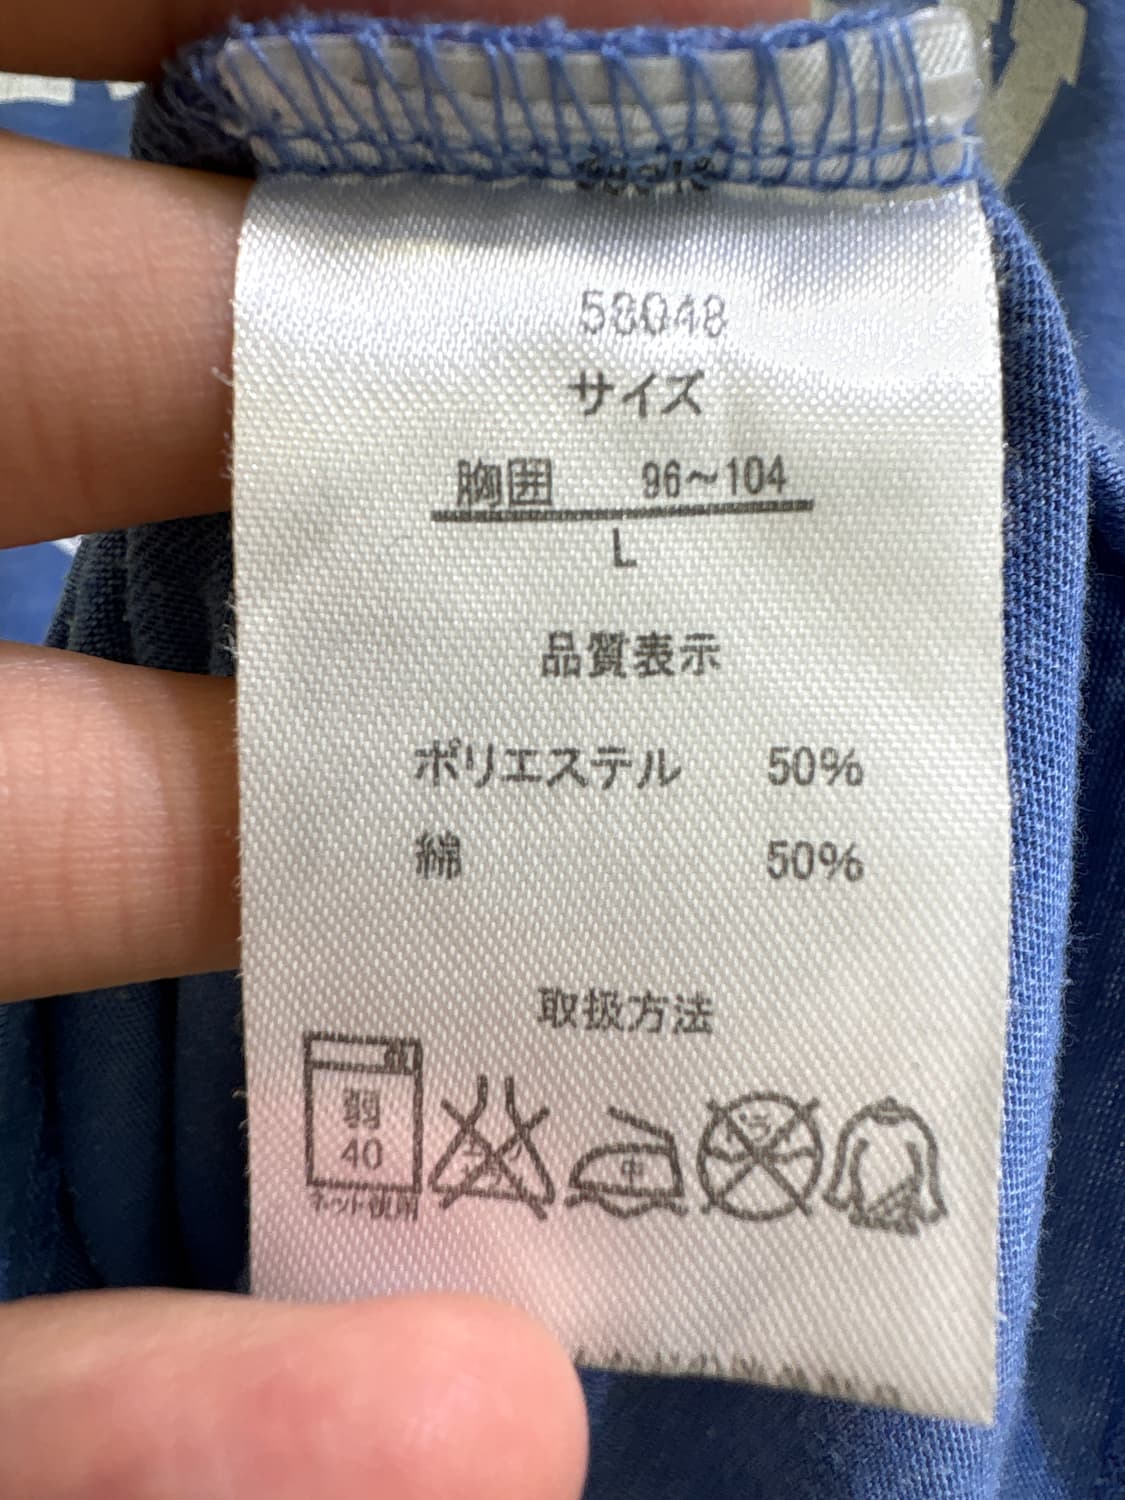 58048
サイズ
胸囲 96～104
L
品質表示
ポリエステル 50%
綿 50%
取扱方法
弱
40
中
ネット使用